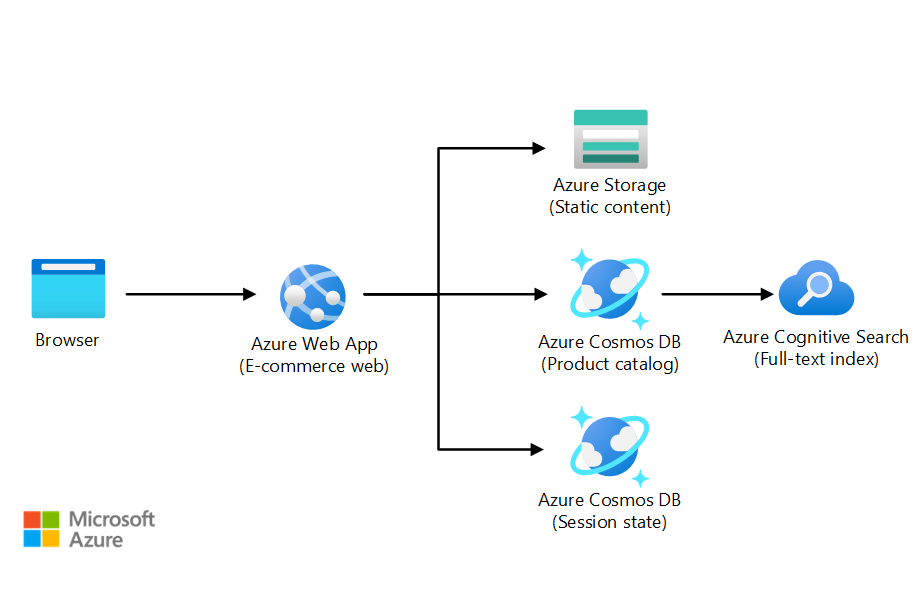 Azure Storage
(Static content)
Browser
Azure Web App
(E-commerce web)
Azure Cosmos DB
(Product catalog)
Azure Cognitive Search
(Full-text index)
Azure Cosmos DB
(Session state)
Microsoft
Azure